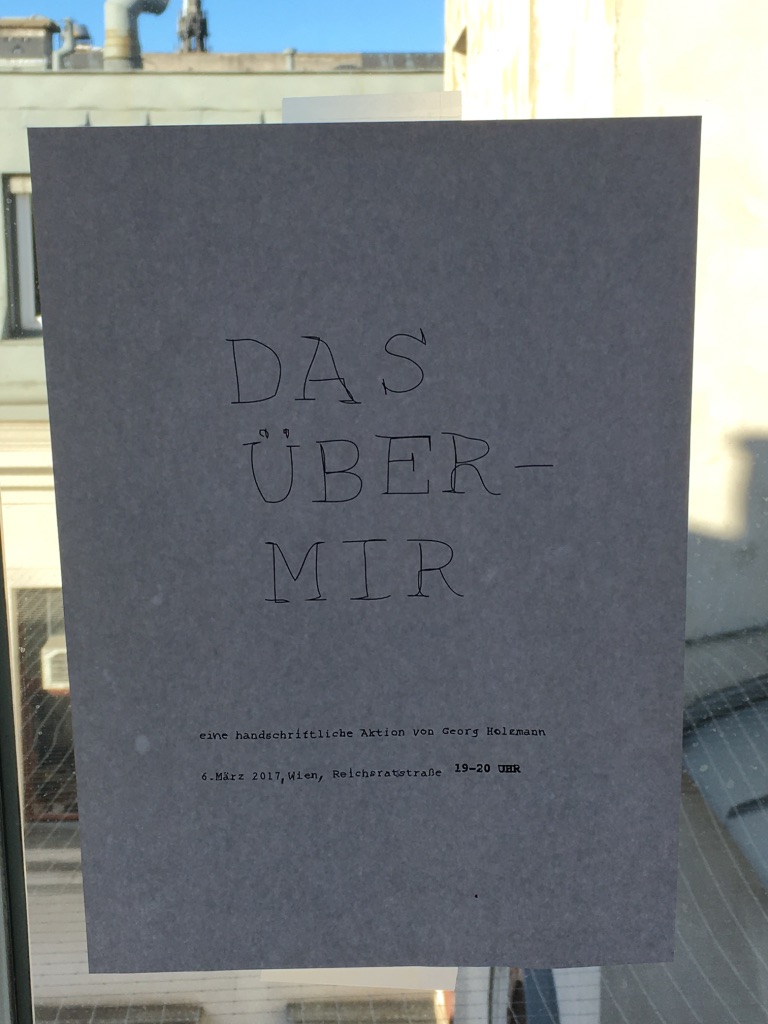 DAS
ÜBER-
MIR
eine handschriftliche Aktion von Georg Holzmann
6.März 2017,Wien, Reichsratstraße 19-20 UHR